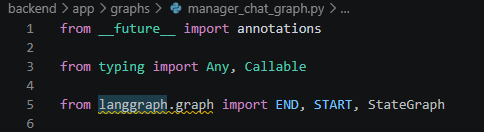 backend > app > graphs > manager_chat_graph.py > ...
1 from __future__ import annotations
2
3 from typing import Any, Callable
4
5 from langgraph.graph import END, START, StateGraph
6